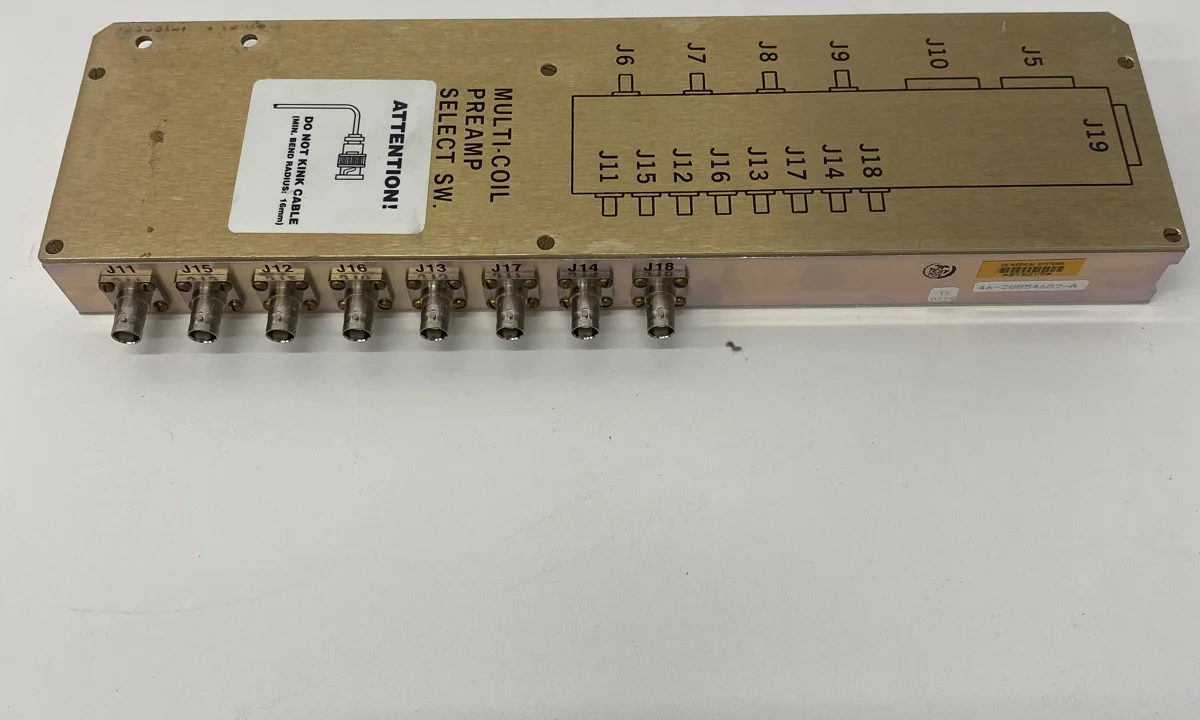 MULTI-COIL
PREAMP
SELECT SW.
ATTENTION!
DO NOT KINK CABLE
(MIN. BEND RADIUS: 16mm)
J6
J7
J8
J9
J10
J5
J19
J11
J15
J12
J16
J13
J17
J14
J18
J11
J15
J12
J16
J13
J17
J14
J18
GE MEDICAL SYSTEMS
46-288546G2-A